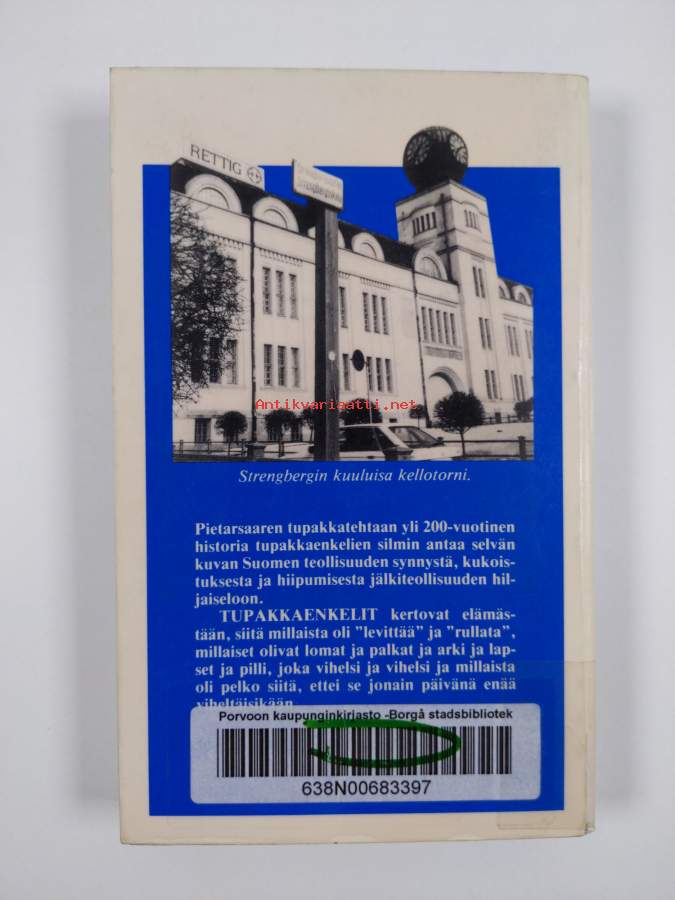 RETTIG
Antikvariaatti.net
Strengbergin kuuluisa kellotorni.
Pietarsaaren tupakkatehtaan yli 200-vuotinen
historia tupakkaenkelien silmin antaa selvän
kuvan Suomen teollisuuden synnystä, kukois-
tuksesta ja hiipumisesta jälkiteollisuuden hil-
jaiseloon.
TUPAKKAENKELIT kertovat elämäs-
tään, siitä millaista oli ”levittää” ja ”rullata”,
millaiset olivat lomat ja palkat ja arki ja lap-
set ja pilli, joka vihelsi ja vihelsi ja millaista
oli pelko siitä, ettei se jonain päivänä enää
viheltäisikään.
Porvoon kaupunginkirjasto -Borgå stadsbibliotek
638N00683397